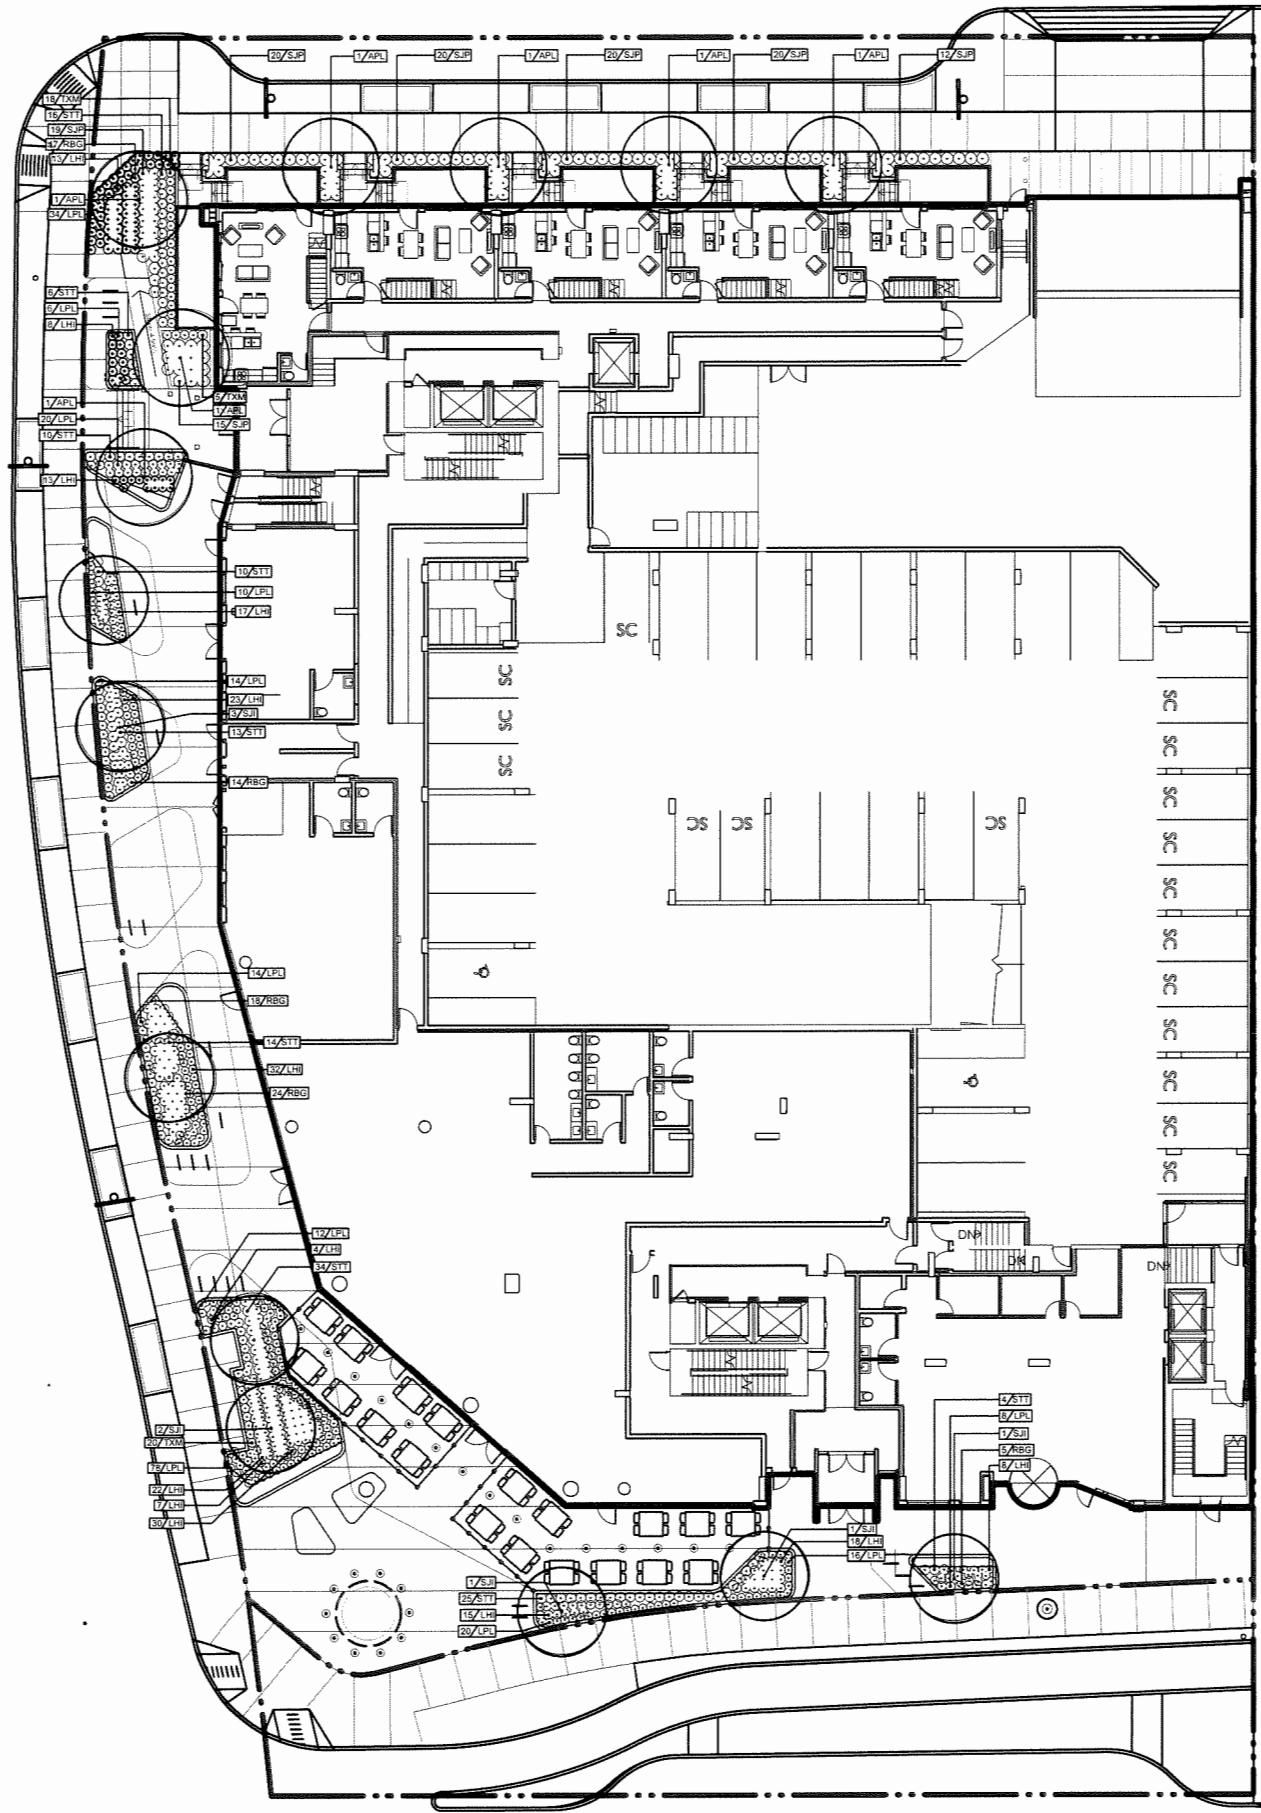 20/SJP
1/APL
20/SJP
1/APL
20/SJP
1/APL
20/SJP
1/APL
12/SJP
18/TXM
16/STT
19/SJP
17/RBG
13/LHI
1/APL
34/LPL
6/STT
6/LPL
8/LHI
5/TXM
1/APL
15/SJP
1/APL
20/LPL
10/STT
13/LHI
10/STT
10/LPL
17/LHI
SC
SC
SC
SC
14/LPL
23/LHI
3/SJI
13/STT
14/RBG
SC
SC
SC
SC
SC
SC
SC
SC
SC
SC
SC
SC
SC
SC
14/LPL
18/RBG
14/STT
32/LHI
24/RBG
12/LPL
4/LHI
34/STT
DN
DN
DN
2/SJI
20/TXM
78/LPL
22/LHI
7/LHI
30/LHI
4/STT
8/LPL
1/SJI
5/RBG
8/LHI
1/SJI
18/LHI
16/LPL
1/SJI
25/STT
15/LHI
20/LPL